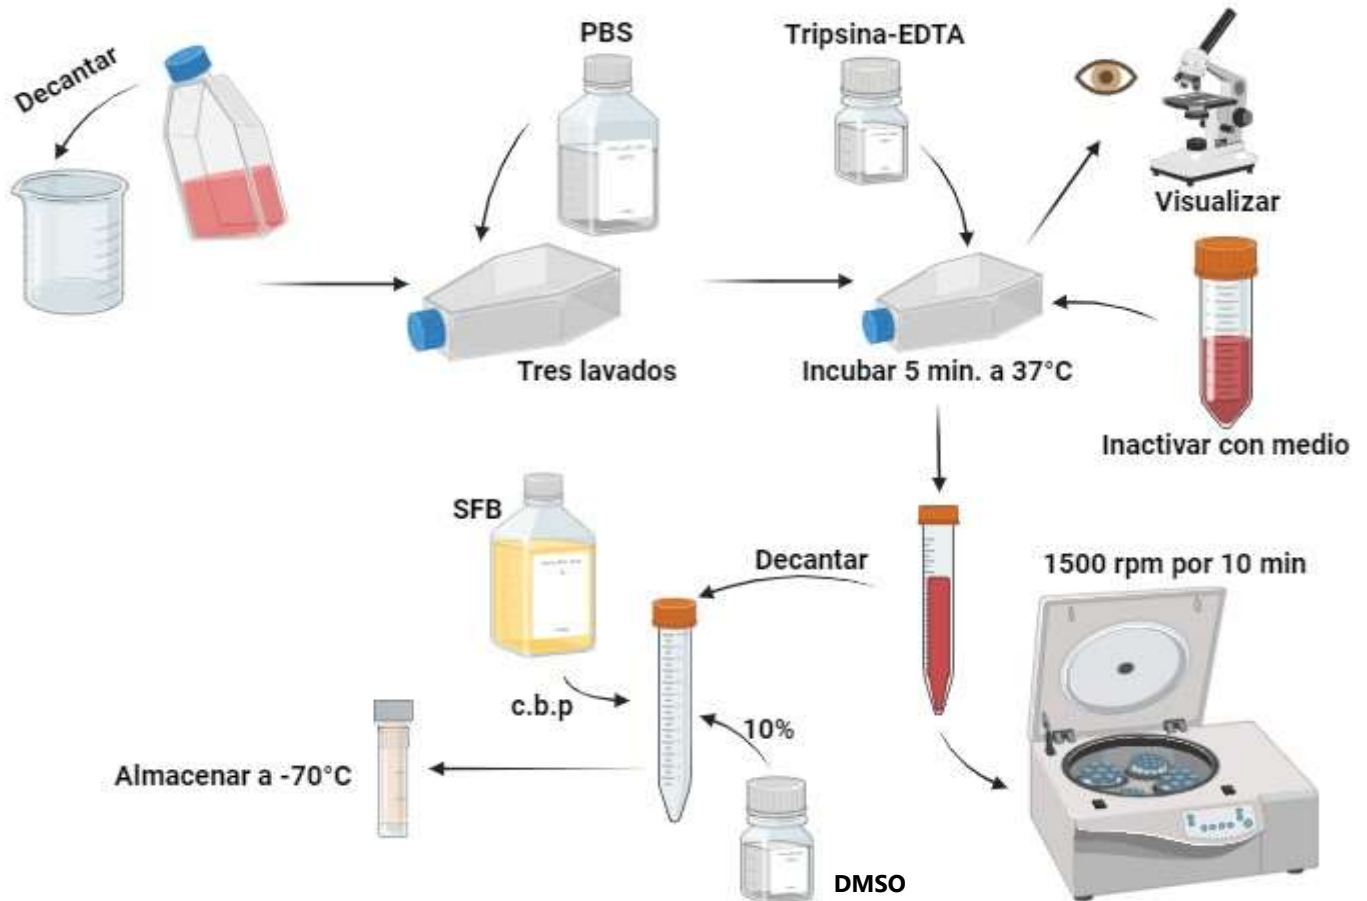 Decantar
PBS
Tripsina-EDTA
Visualizar
Tres lavados
Incubar 5 min. a 37°C
Inactivar con medio
SFB
Decantar
1500 rpm por 10 min
c.b.p
10%
Almacenar a -70°C
DMSO